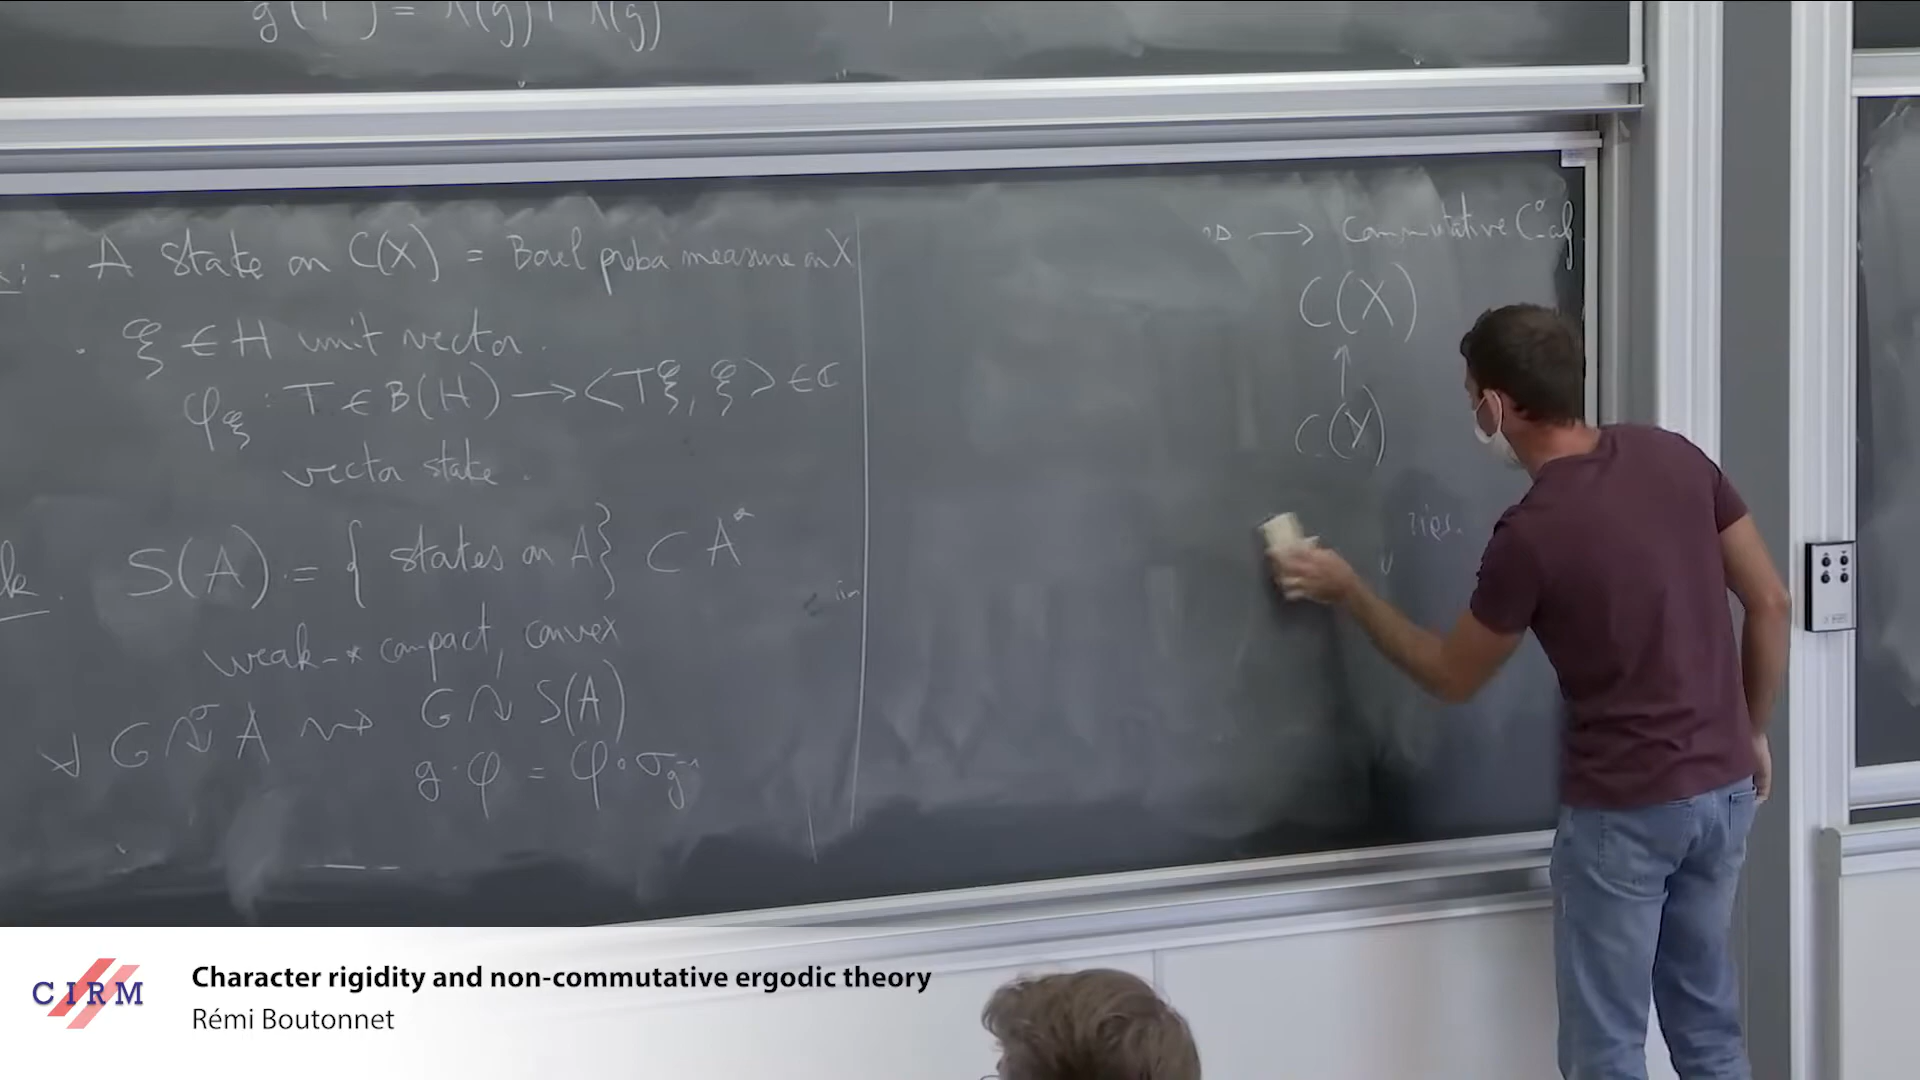 A state on C(X) = Borel proba measure on X
. ξ ∈ H unit vector.
φ_ξ : T ∈ B(H) → <Tξ, ξ> ∈ ℂ
vector state.
S(A) := { states on A } ⊂ A*
weak-* compact, convex
∀ G ↷^σ A ⇝ G ↷ S(A)
g·φ = φ∘σ_g⁻¹
→ Commutative C*-alg
C(X)
↑
C(Y)
CIRM
Character rigidity and non-commutative ergodic theory
Rémi Boutonnet